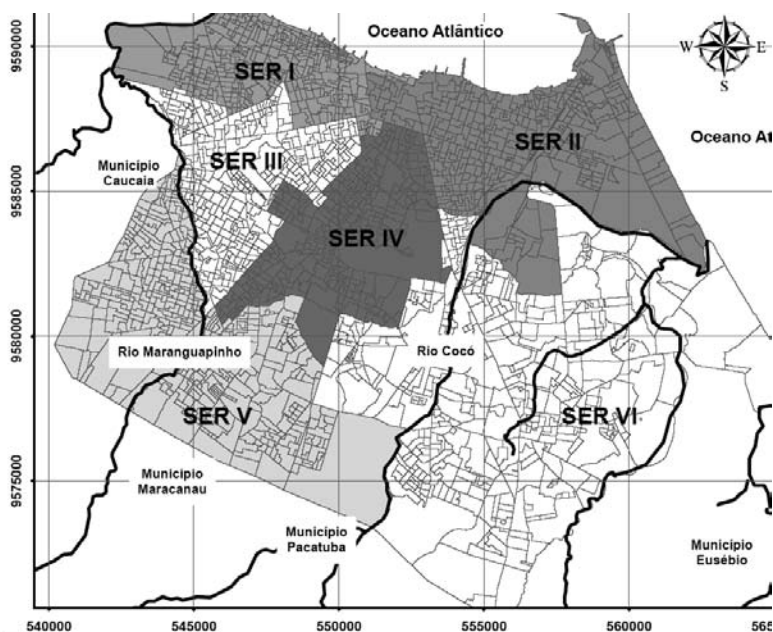 Oceano Atlântico
N
W
E
S
SER I
SER II
Oceano At
SER III
Município
Caucaia
SER IV
Rio Maranguapinho
Rio Cocó
SER V
SER VI
Município
Maracanau
Município
Pacatuba
Município
Eusébio
9590000
9585000
9580000
9575000
540000
545000
550000
555000
560000
565